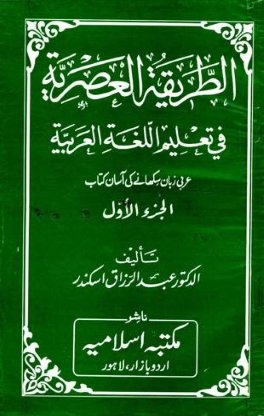 الطريقة العصرية
في تعليم اللغة العربية
عربی زبان سکھانے کی آسان کتاب
الجزء الأول
تأليف
الدكتور عبد الرزاق اسكندر
ناشر
مکتبہ اسلامیہ
اردو بازار، لاہور